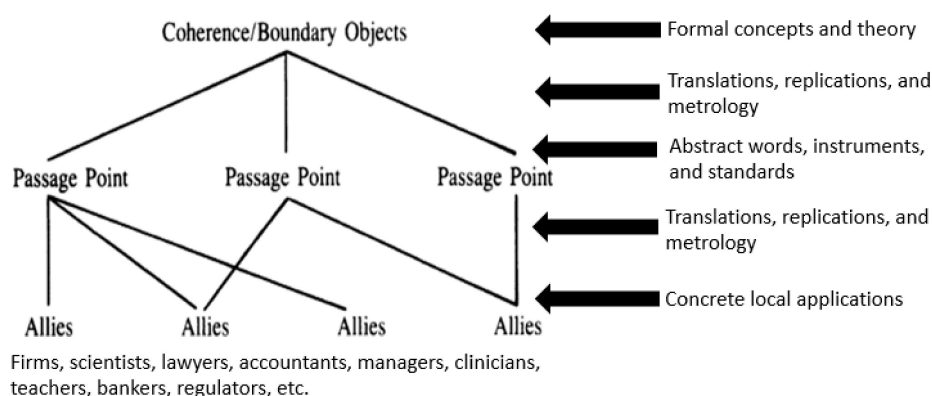 Coherence/Boundary Objects
Formal concepts and theory
Translations, replications, and
metrology
Abstract words, instruments,
and standards
Passage Point
Passage Point
Passage Point
Translations, replications, and
metrology
Concrete local applications
Allies
Allies
Allies
Allies
Firms, scientists, lawyers, accountants, managers, clinicians,
teachers, bankers, regulators, etc.